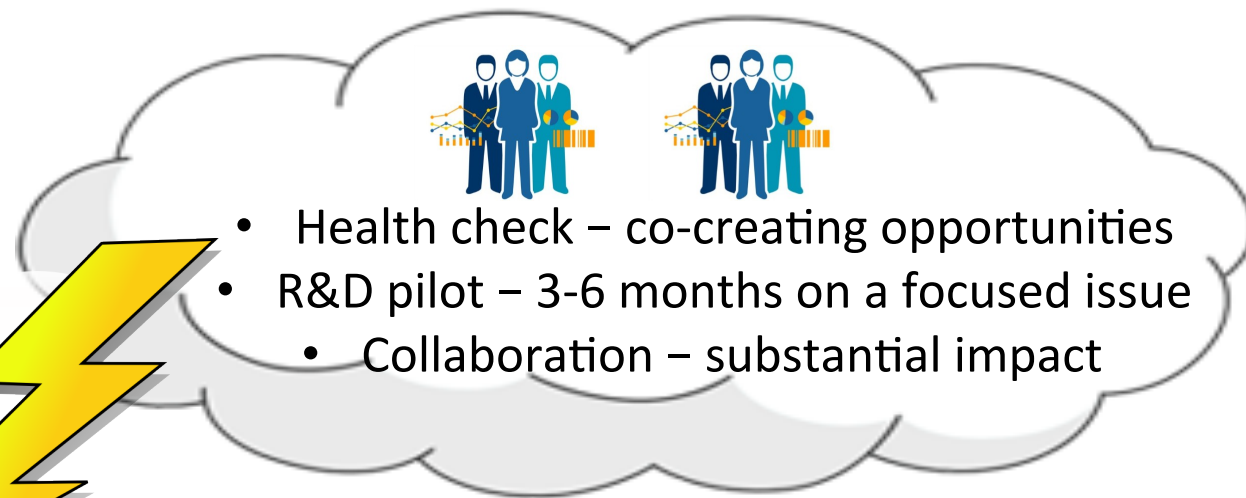 • Health check – co-creating opportunities
• R&D pilot – 3-6 months on a focused issue
• Collaboration – substantial impact